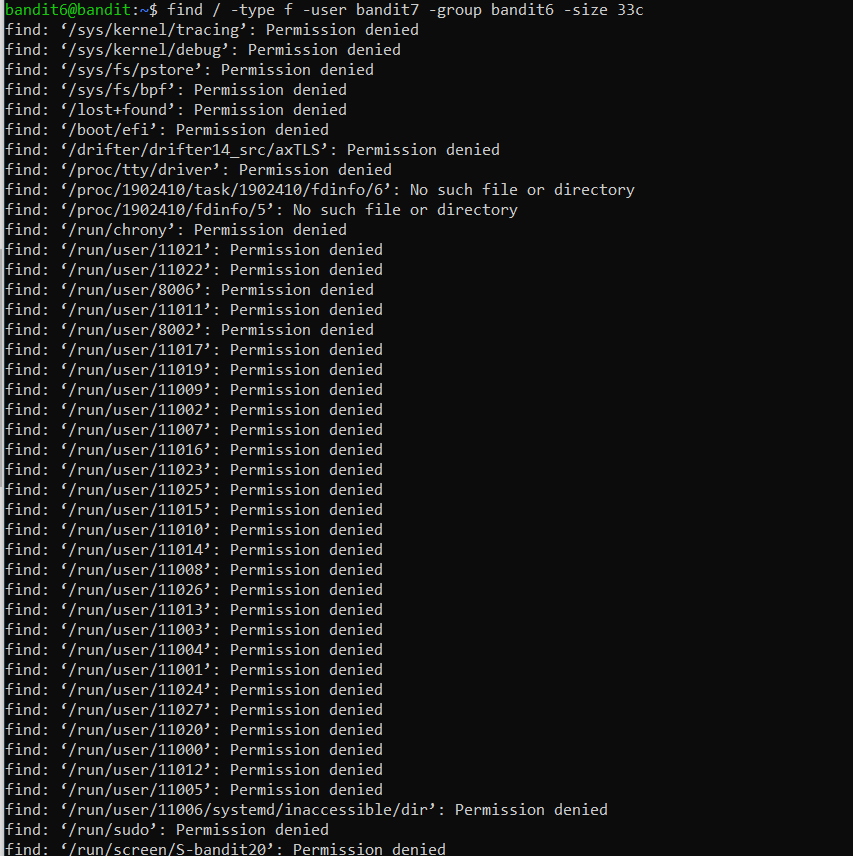 bandit6@bandit:~$ find / -type f -user bandit7 -group bandit6 -size 33c
find: ‘/sys/kernel/tracing’: Permission denied
find: ‘/sys/kernel/debug’: Permission denied
find: ‘/sys/fs/pstore’: Permission denied
find: ‘/sys/fs/bpf’: Permission denied
find: ‘/lost+found’: Permission denied
find: ‘/boot/efi’: Permission denied
find: ‘/drifter/drifter14_src/axTLS’: Permission denied
find: ‘/proc/tty/driver’: Permission denied
find: ‘/proc/1902410/task/1902410/fdinfo/6’: No such file or directory
find: ‘/proc/1902410/fdinfo/5’: No such file or directory
find: ‘/run/chrony’: Permission denied
find: ‘/run/user/11021’: Permission denied
find: ‘/run/user/11022’: Permission denied
find: ‘/run/user/8006’: Permission denied
find: ‘/run/user/11011’: Permission denied
find: ‘/run/user/8002’: Permission denied
find: ‘/run/user/11017’: Permission denied
find: ‘/run/user/11019’: Permission denied
find: ‘/run/user/11009’: Permission denied
find: ‘/run/user/11002’: Permission denied
find: ‘/run/user/11007’: Permission denied
find: ‘/run/user/11016’: Permission denied
find: ‘/run/user/11023’: Permission denied
find: ‘/run/user/11025’: Permission denied
find: ‘/run/user/11015’: Permission denied
find: ‘/run/user/11010’: Permission denied
find: ‘/run/user/11014’: Permission denied
find: ‘/run/user/11008’: Permission denied
find: ‘/run/user/11026’: Permission denied
find: ‘/run/user/11013’: Permission denied
find: ‘/run/user/11003’: Permission denied
find: ‘/run/user/11004’: Permission denied
find: ‘/run/user/11001’: Permission denied
find: ‘/run/user/11024’: Permission denied
find: ‘/run/user/11027’: Permission denied
find: ‘/run/user/11020’: Permission denied
find: ‘/run/user/11000’: Permission denied
find: ‘/run/user/11012’: Permission denied
find: ‘/run/user/11005’: Permission denied
find: ‘/run/user/11006/systemd/inaccessible/dir’: Permission denied
find: ‘/run/sudo’: Permission denied
find: ‘/run/screen/S-bandit20’: Permission denied